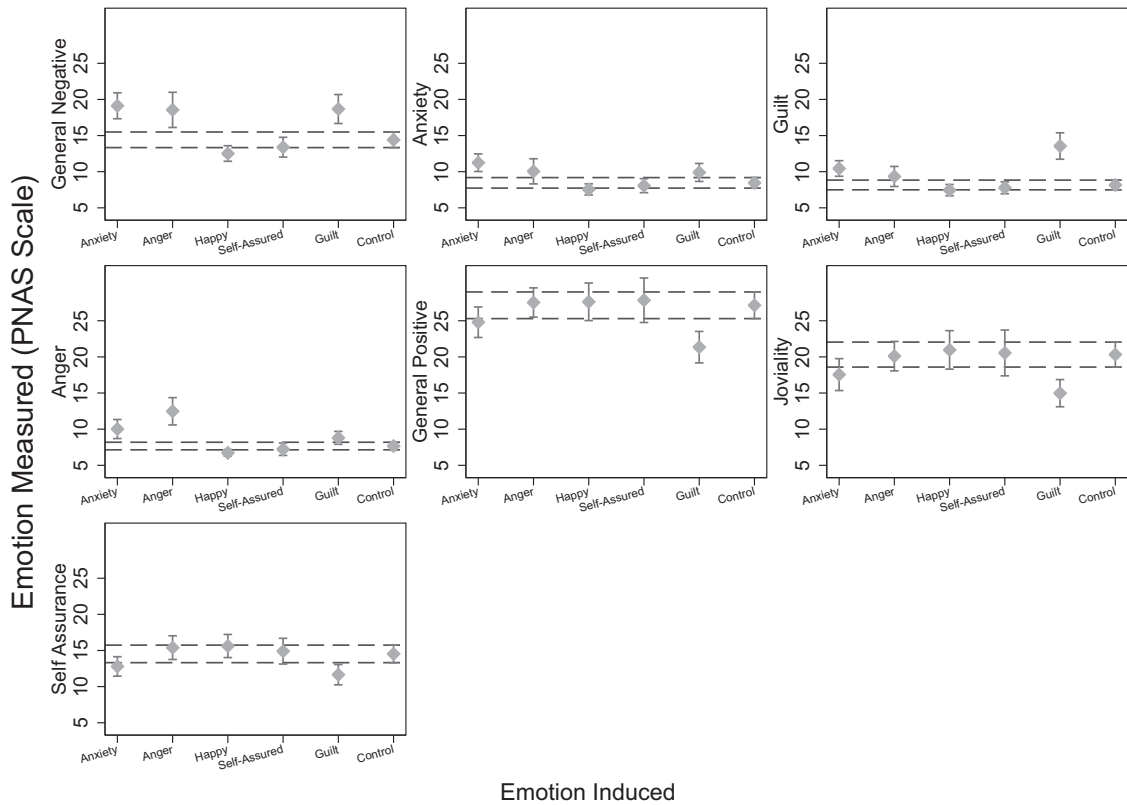 Emotion Measured (PNAS Scale)
General Negative
5 10 15 20 25
Anxiety Anger Happy Self-Assured Guilt Control
Anxiety
5 10 15 20 25
Anxiety Anger Happy Self-Assured Guilt Control
Guilt
5 10 15 20 25
Anxiety Anger Happy Self-Assured Guilt Control
Anger
5 10 15 20 25
Anxiety Anger Happy Self-Assured Guilt Control
General Positive
5 10 15 20 25
Anxiety Anger Happy Self-Assured Guilt Control
Joviality
5 10 15 20 25
Anxiety Anger Happy Self-Assured Guilt Control
Self Assurance
5 10 15 20 25
Anxiety Anger Happy Self-Assured Guilt Control
Emotion Induced